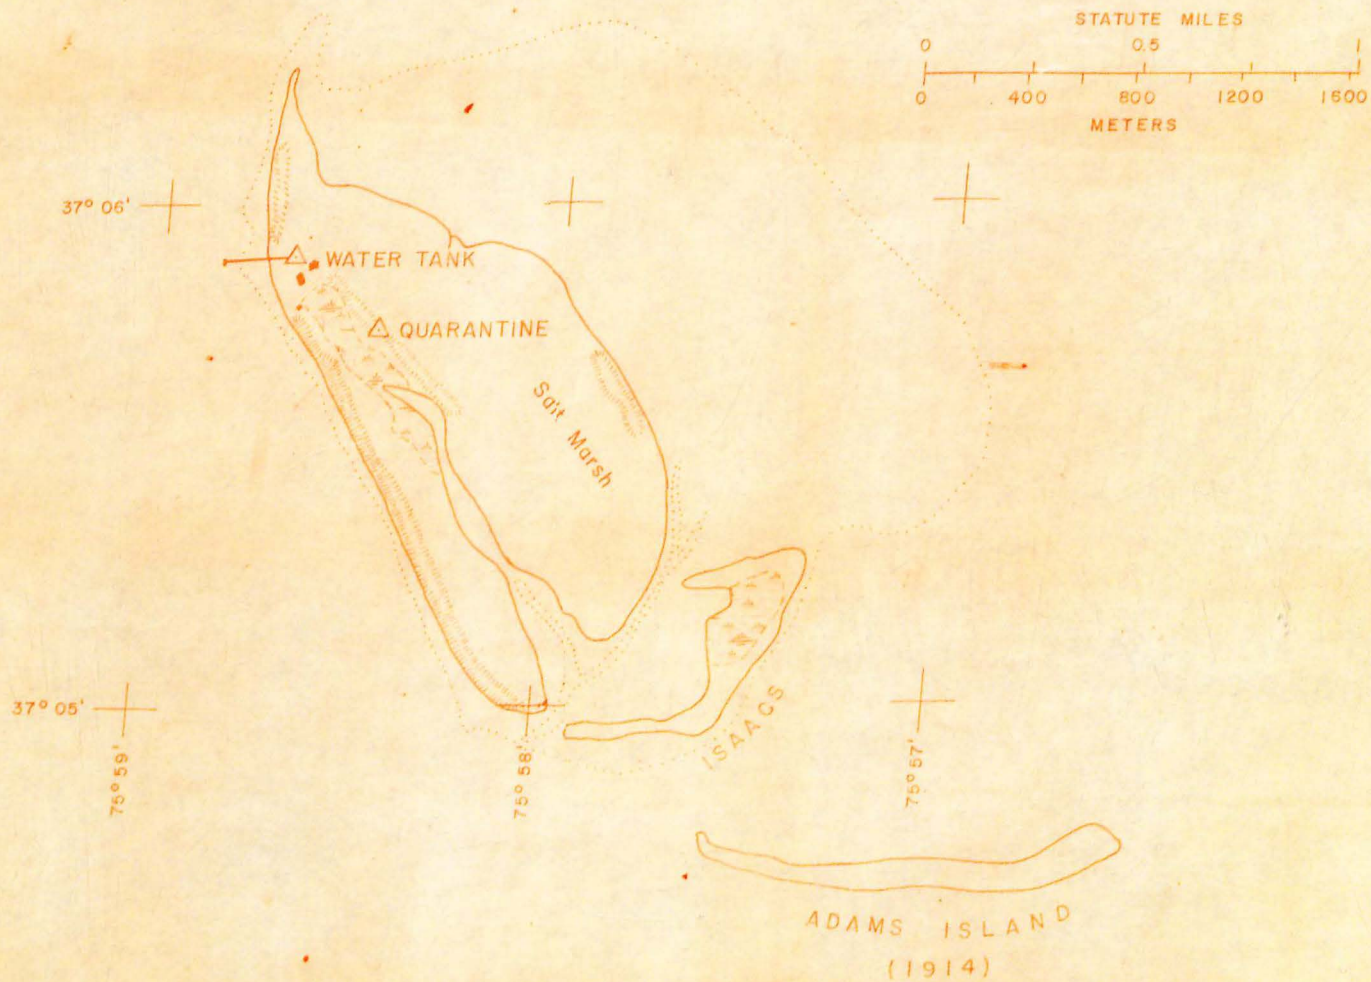 STATUTE MILES
0 0.5 1
0 400 800 1200 1600
METERS
37° 06'
WATER TANK
QUARANTINE
Salt Marsh
37° 05'
75° 59'
75° 58'
75° 57'
ISAACS
ADAMS ISLAND
(1914)